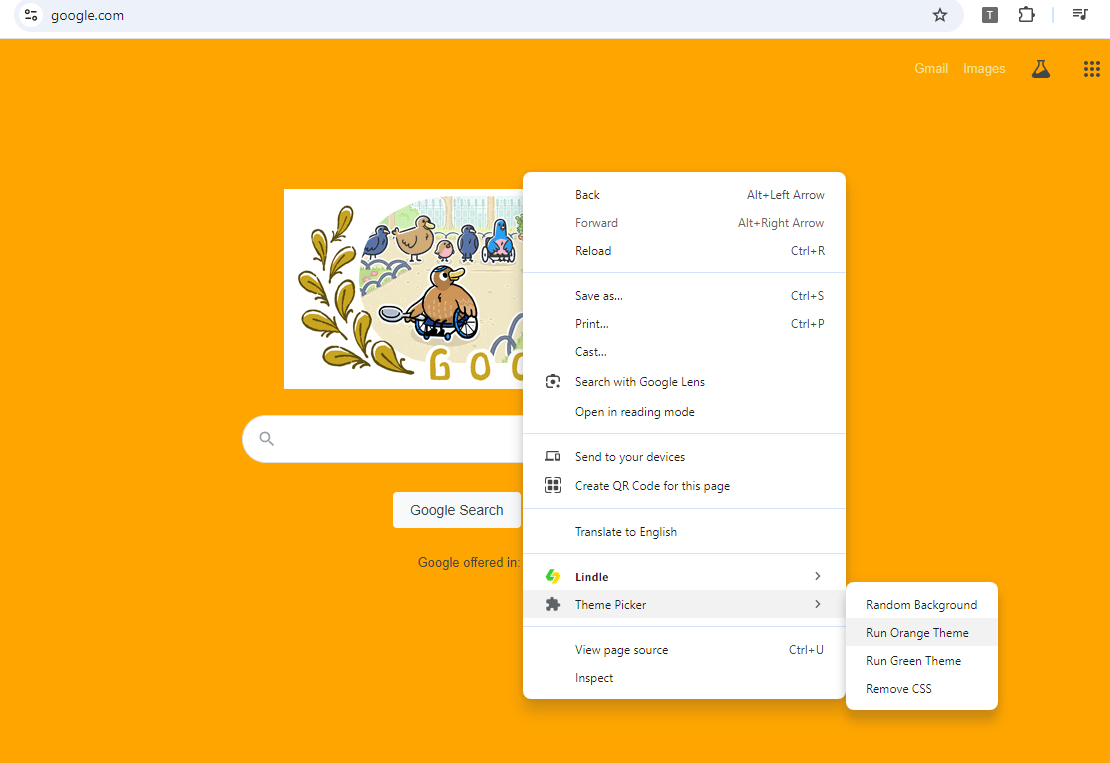 google.com
T
Gmail Images
GOO
Google Search
Google offered in:
Back Alt+Left Arrow
Forward Alt+Right Arrow
Reload Ctrl+R
Save as... Ctrl+S
Print... Ctrl+P
Cast...
Search with Google Lens
Open in reading mode
Send to your devices
Create QR Code for this page
Translate to English
Lindle
Theme Picker
View page source Ctrl+U
Inspect
Random Background
Run Orange Theme
Run Green Theme
Remove CSS